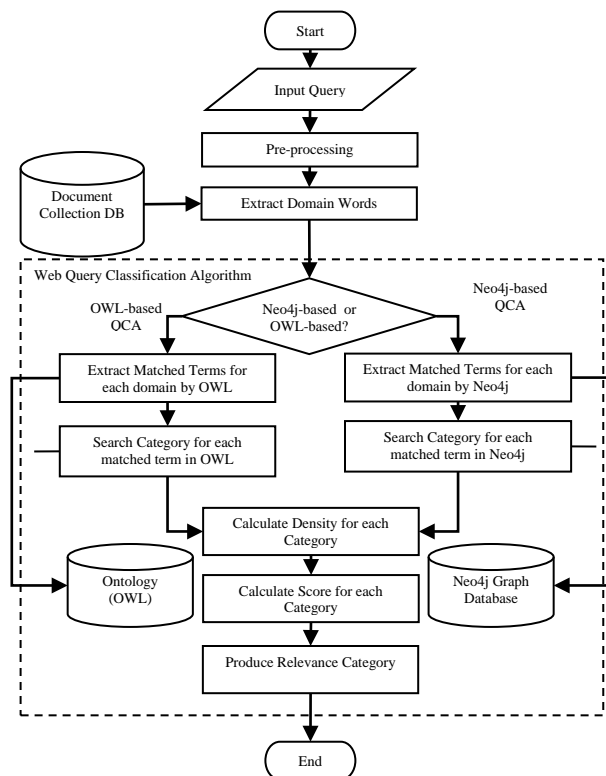 Start
Input Query
Pre-processing
Document
Collection DB
Extract Domain Words
Web Query Classification Algorithm
OWL-based
QCA
Neo4j-based or
OWL-based?
Neo4j-based
QCA
Extract Matched Terms for
each domain by OWL
Extract Matched Terms for each
domain by Neo4j
Search Category for each
matched term in OWL
Search Category for each
matched term in Neo4j
Calculate Density for each
Category
Ontology
(OWL)
Calculate Score for each
Category
Neo4j Graph
Database
Produce Relevance Category
End